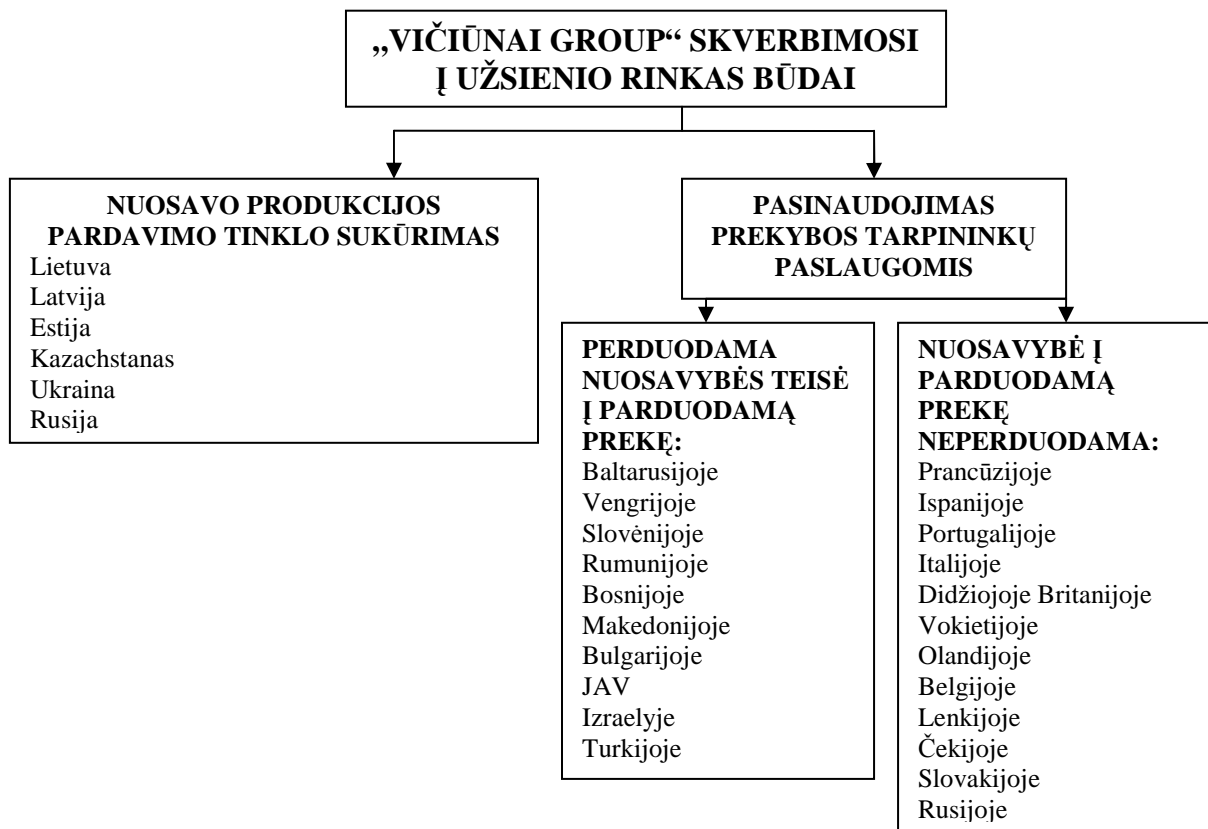 „VIČIŪNAI GROUP“ SKVERBIMOSI
Į UŽSIENIO RINKAS BŪDAI
NUOSAVO PRODUKCIJOS
PARDAVIMO TINKLO SUKŪRIMAS
Lietuva
Latvija
Estija
Kazachstanas
Ukraina
Rusija
PASINAUDOJIMAS
PREKYBOS TARPININKŲ
PASLAUGOMIS
PERDUODAMA
NUOSAVYBĖS TEISĖ
Į PARDUODAMĄ
PREKĘ:
Baltarusijoje
Vengrijoje
Slovėnijoje
Rumunijoje
Bosnijoje
Makedonijoje
Bulgarijoje
JAV
Izraelyje
Turkijoje
NUOSAVYBĖ Į
PARDUODAMĄ
PREKĘ
NEPERDUODAMA:
Prancūzijoje
Ispanijoje
Portugalijoje
Italijoje
Didžiojoje Britanijoje
Vokietijoje
Olandijoje
Belgijoje
Lenkijoje
Čekijoje
Slovakijoje
Rusijoje